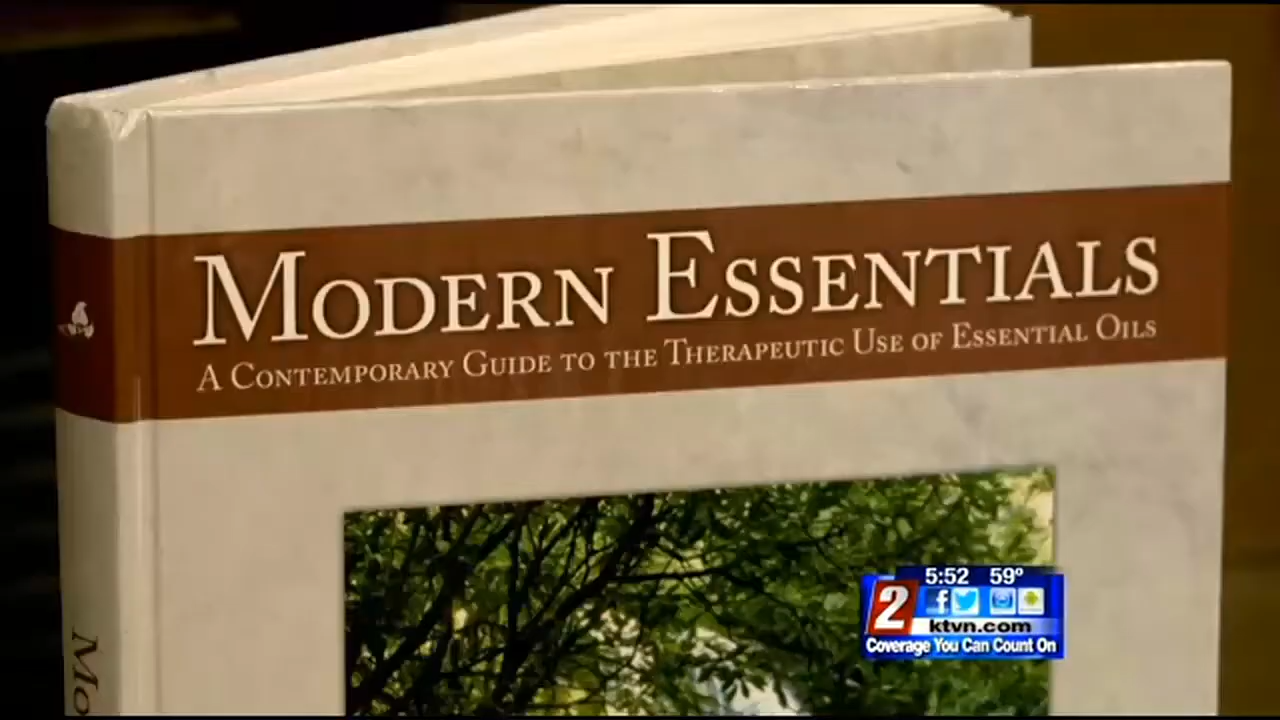 MODERN ESSENTIALS
A CONTEMPORARY GUIDE TO THE THERAPEUTIC USE OF ESSENTIAL OILS
Mo
5:52 59°
2
ktvn.com
Coverage You Can Count On